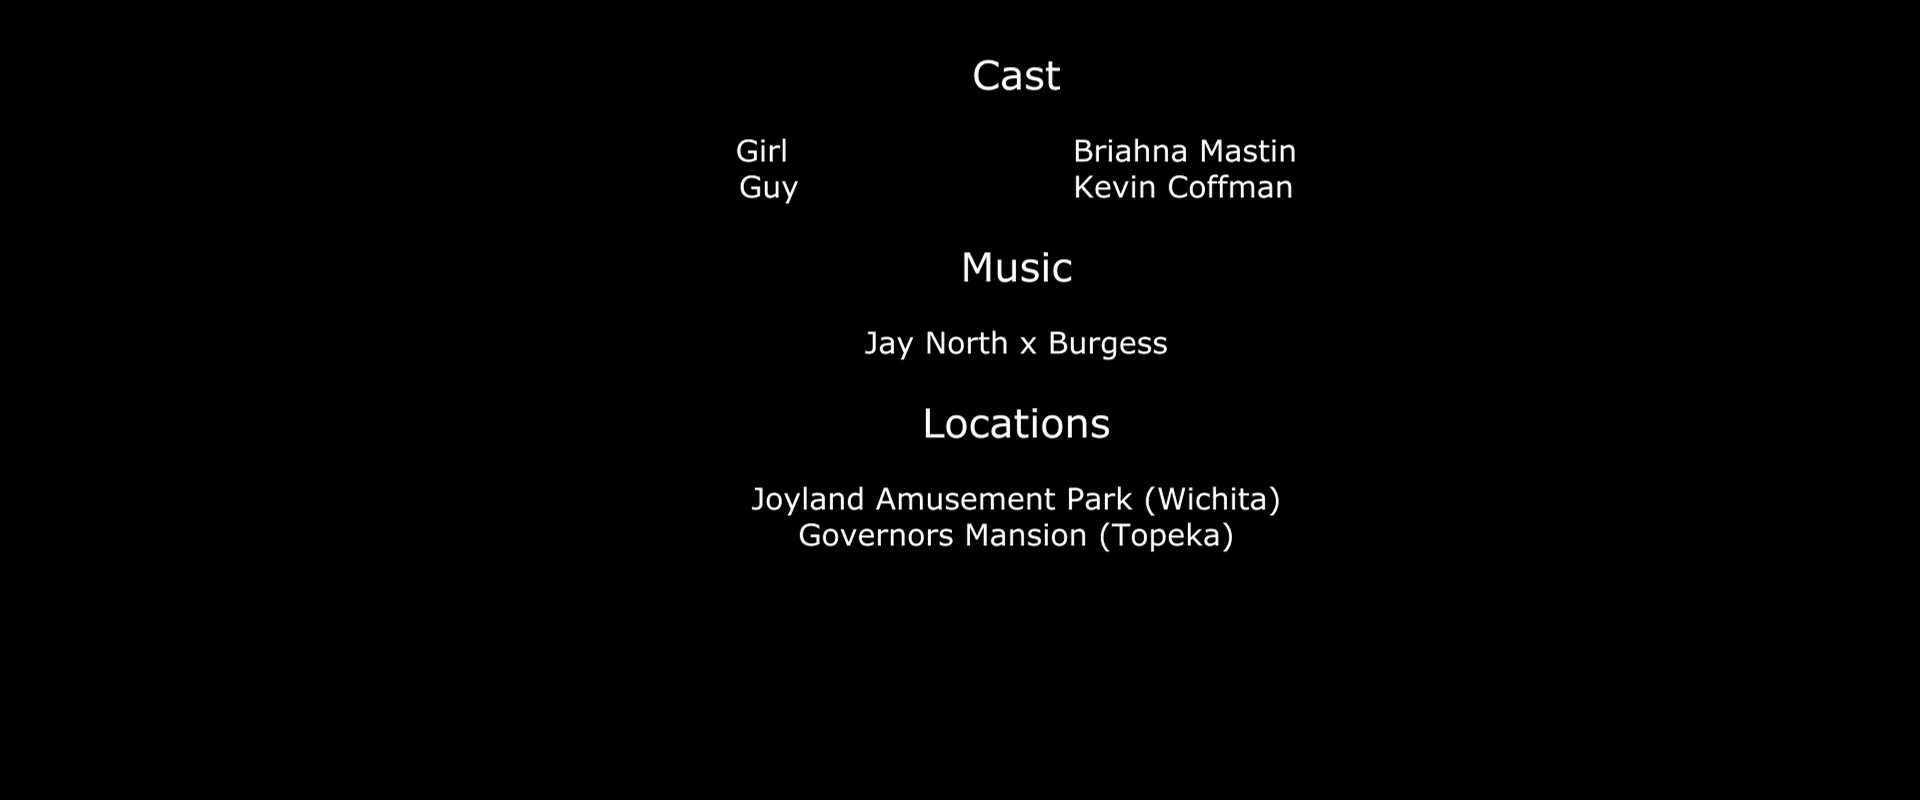 Cast
Girl Briahna Mastin
Guy Kevin Coffman
Music
Jay North x Burgess
Locations
Joyland Amusement Park (Wichita)
Governors Mansion (Topeka)